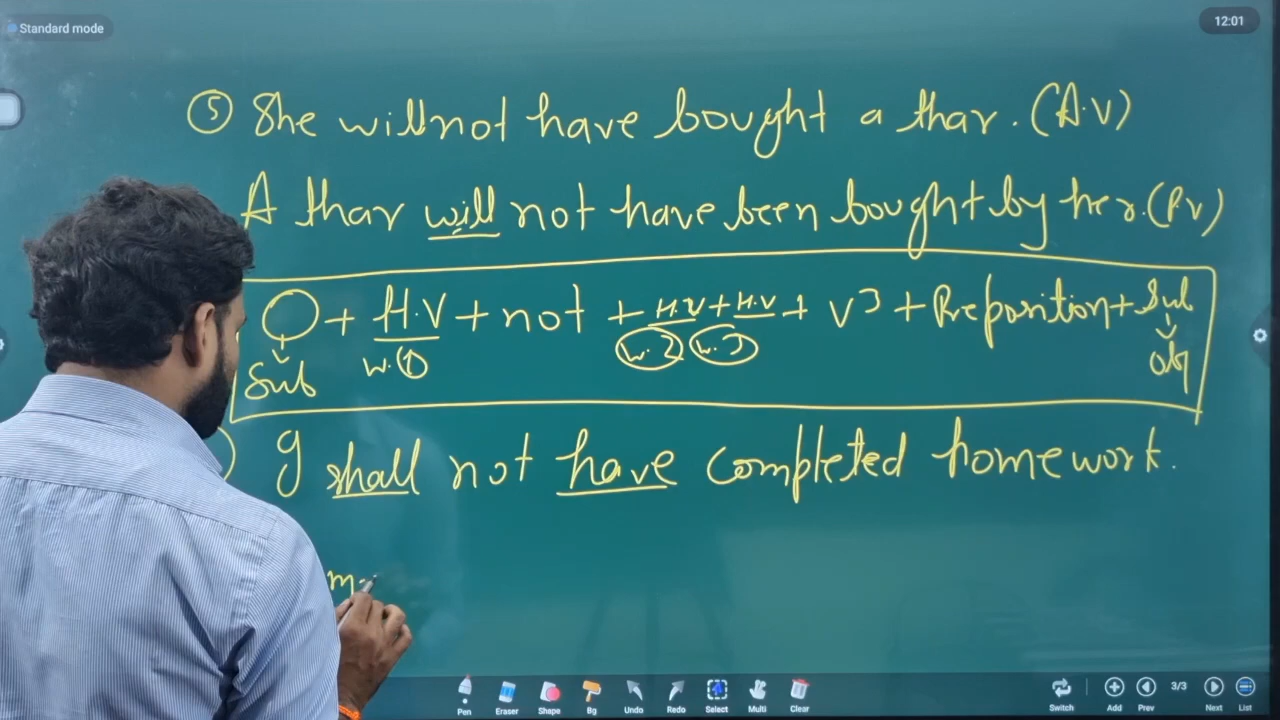 Standard mode
12:01
⑤ She will not have bought a thar. (A.V)
A thar will not have been bought by her. (P.V)
O + H.V + not + H.V + H.V + V3 + Preposition + Sub
Sub w.① w.2 w.3 obj
) I shall not have completed homework.
Pen Eraser Shape Bg Undo Redo Select Multi Clear Switch Add Prev 3/3 Next List